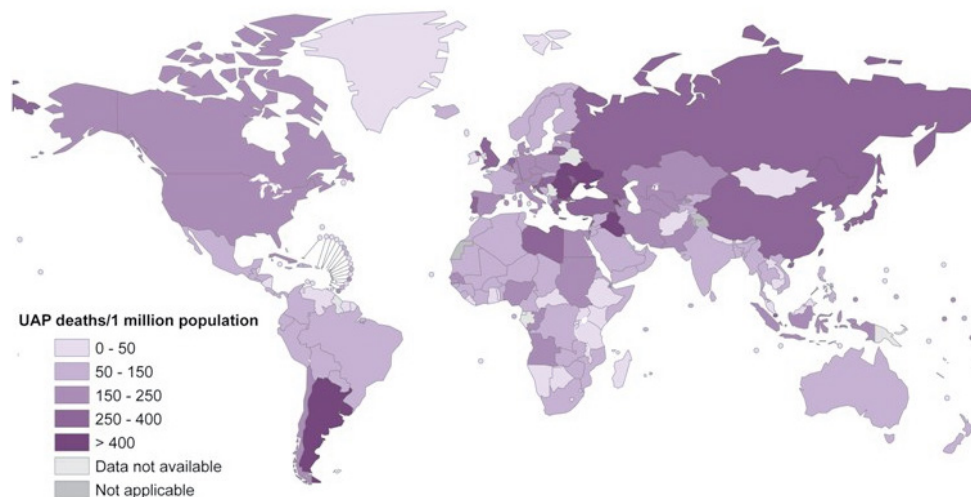 UAP deaths/1 million population
0 - 50
50 - 150
150 - 250
250 - 400
> 400
Data not available
Not applicable